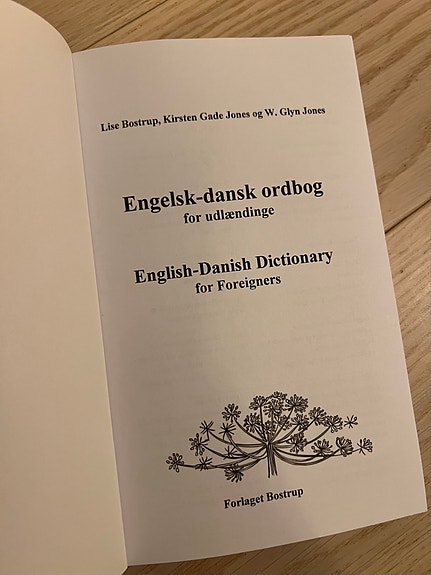 Lise Bostrup, Kirsten Gade Jones og W. Glyn Jones
Engelsk-dansk ordbog
for udlændinge
English-Danish Dictionary
for Foreigners
Forlaget Bostrup